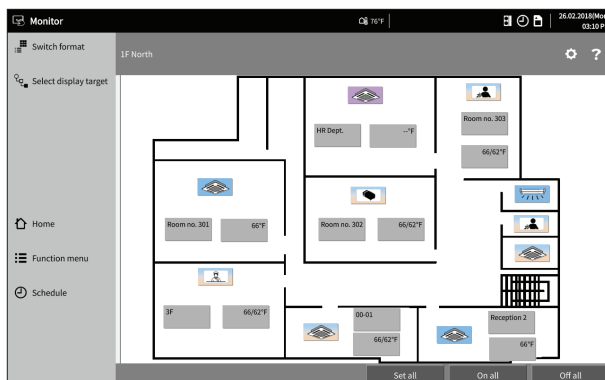 Monitor
76°F
26.02.2018(Mon
03:10 P
Switch format
1F North
?
Select display target
HR Dept.
--°F
Room no. 303
66/62°F
Room no. 301
66°F
Room no. 302
66/62°F
Home
Function menu
Schedule
3F
66/62°F
00-01
66/62°F
Reception 2
66°F
Set all
On all
Off all